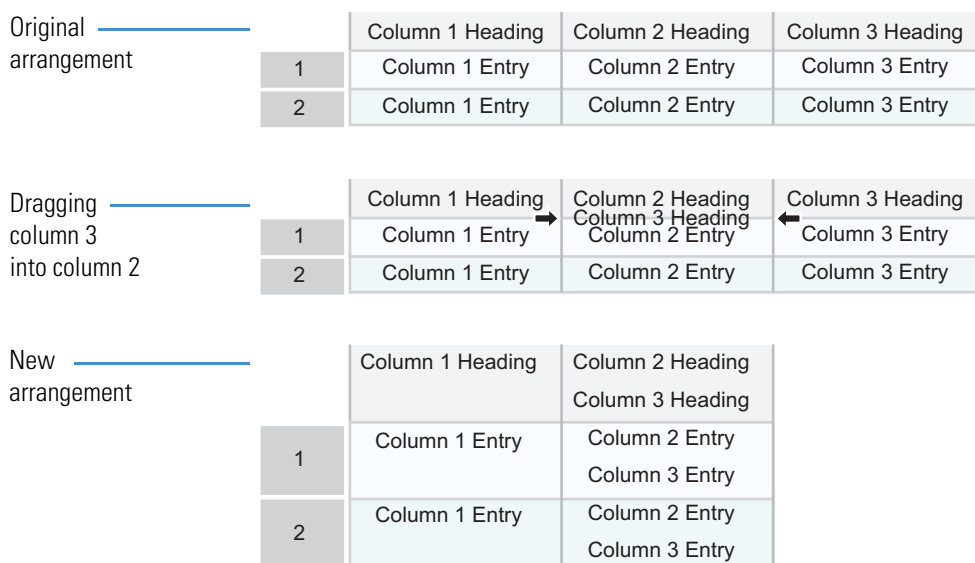 Original
arrangement
Column 1 Heading Column 2 Heading Column 3 Heading
1 Column 1 Entry Column 2 Entry Column 3 Entry
2 Column 1 Entry Column 2 Entry Column 3 Entry
Dragging
column 3
into column 2
Column 1 Heading Column 2 Heading Column 3 Heading
Column 3 Heading
1 Column 1 Entry Column 2 Entry Column 3 Entry
2 Column 1 Entry Column 2 Entry Column 3 Entry
New
arrangement
Column 1 Heading Column 2 Heading
Column 3 Heading
1 Column 1 Entry Column 2 Entry
Column 3 Entry
2 Column 1 Entry Column 2 Entry
Column 3 Entry